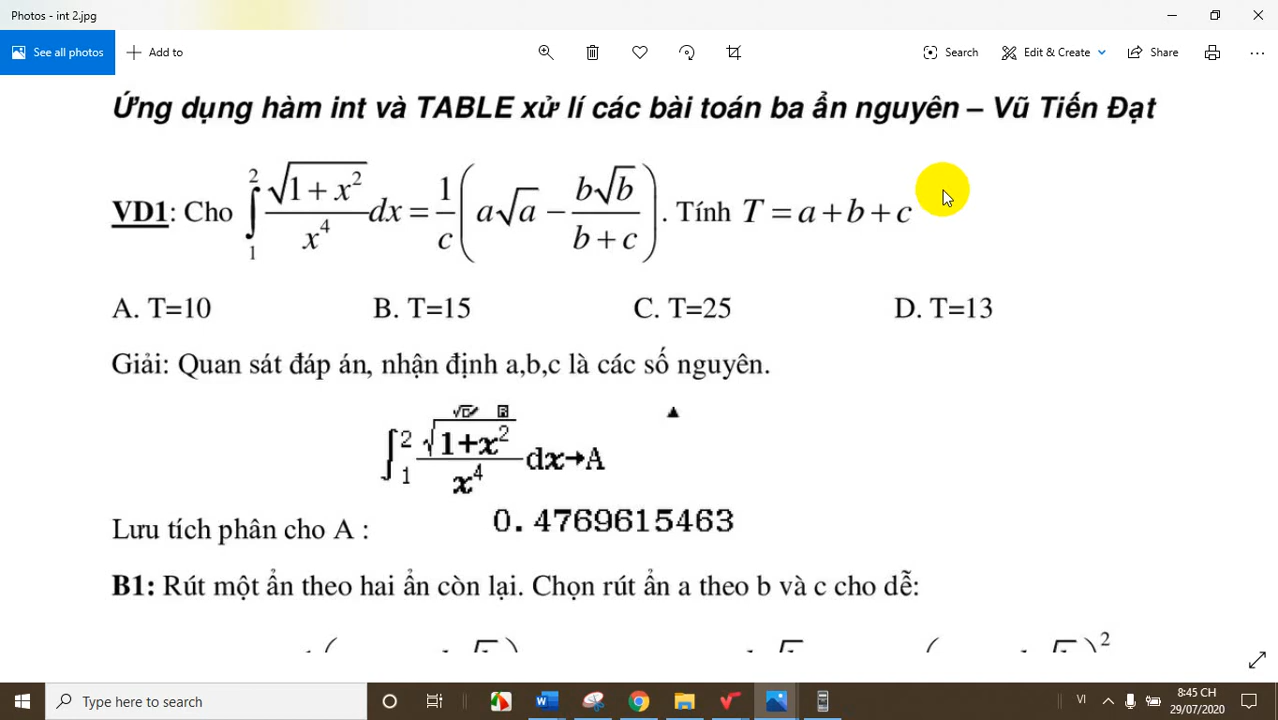 Photos - int 2.jpg
See all photos
Add to
Search
Edit & Create
Share
Ứng dụng hàm int và TABLE xử lí các bài toán ba ẩn nguyên – Vũ Tiến Đạt
VD1: Cho ∫₁² √(1 + x²)/x⁴ dx = 1/c (a√a − b√b/(b + c)). Tính T = a + b + c
A. T=10 B. T=15 C. T=25 D. T=13
Giải: Quan sát đáp án, nhận định a,b,c là các số nguyên.
∫₁² √(1+x²)/x⁴ dx→A
0.4769615463
Lưu tích phân cho A :
B1: Rút một ẩn theo hai ẩn còn lại. Chọn rút ẩn a theo b và c cho dễ:
Type here to search
VI
8:45 CH
29/07/2020